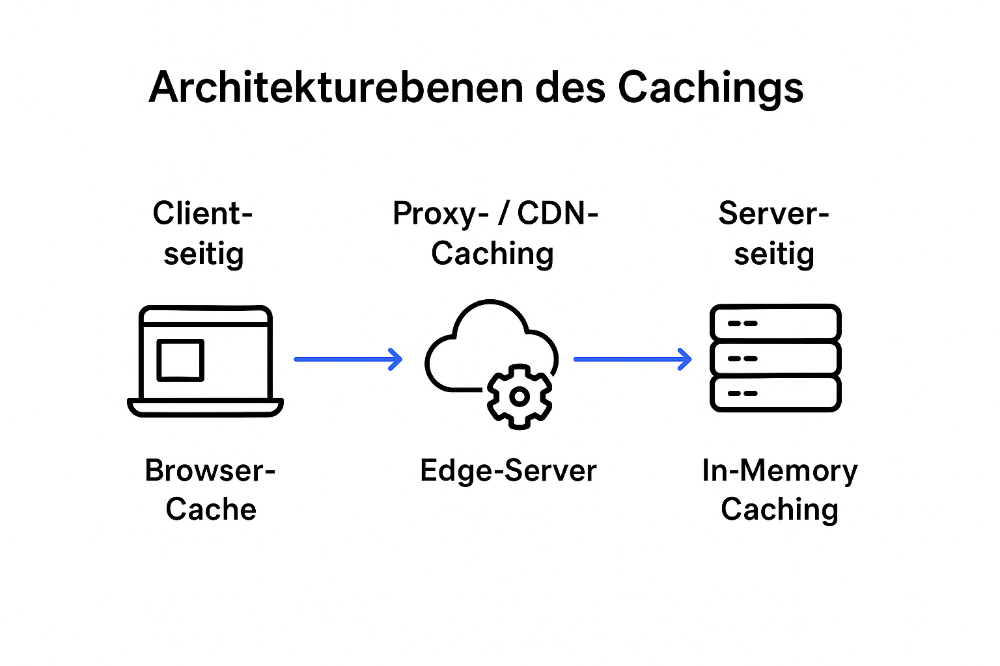 Architekturebenen des Cachings
Client-
seitig
Proxy- / CDN-
Caching
Server-
seitig
Browser-
Cache
Edge-Server
In-Memory
Caching